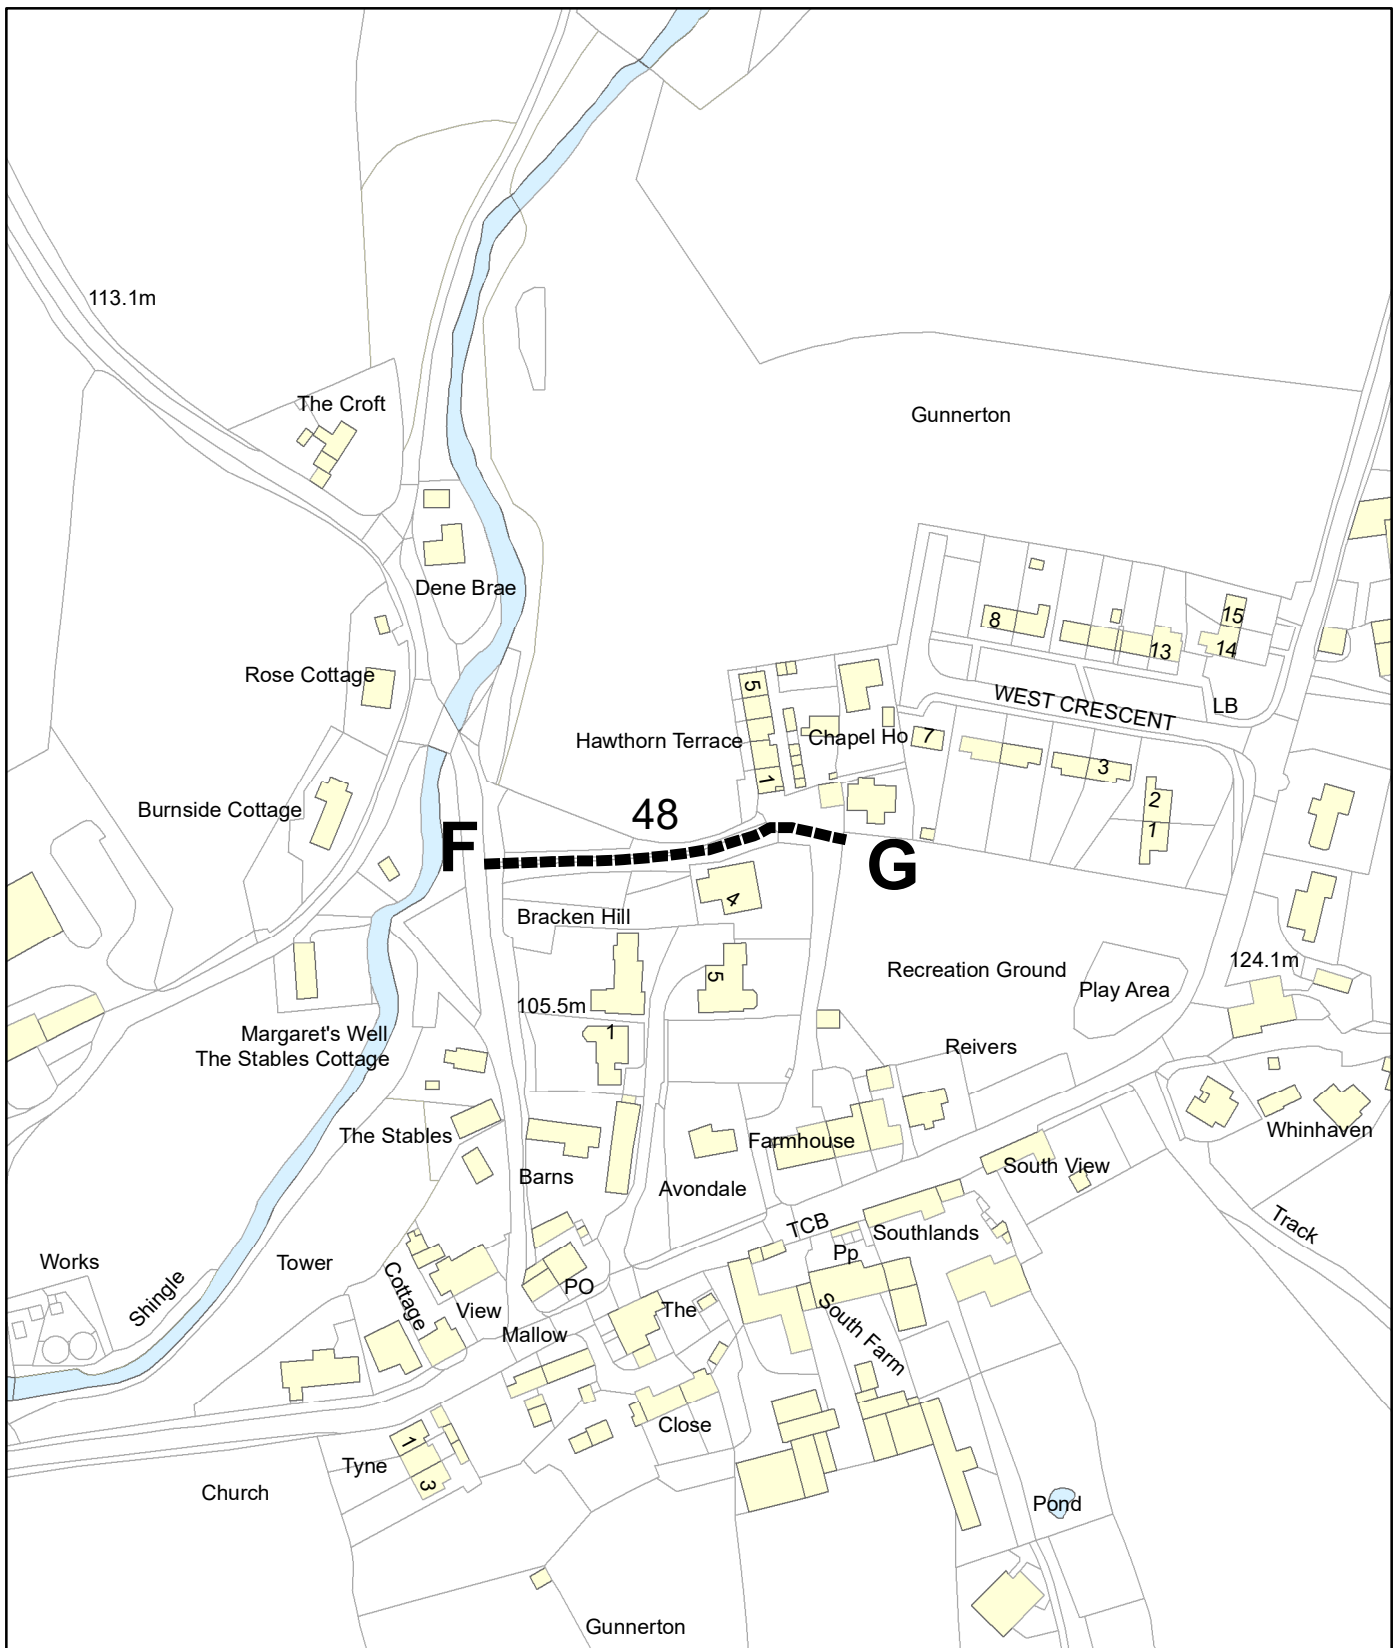 113.1m
The Croft
Gunnerton
Dene Brae
8
15
13
14
Rose Cottage
5
WEST CRESCENT
LB
Hawthorn Terrace
Chapel Ho
7
3
1
Burnside Cottage
48
2
1
F
G
4
Bracken Hill
5
Recreation Ground
124.1m
Play Area
105.5m
1
Margaret's Well
The Stables Cottage
Reivers
The Stables
Farmhouse
Whinhaven
South View
Barns
Avondale
TCB
Southlands
Track
Pp
Works
Tower
Shingle
Cottage
PO
View
The
Mallow
South Farm
Close
1
Tyne
3
Church
Pond
Gunnerton